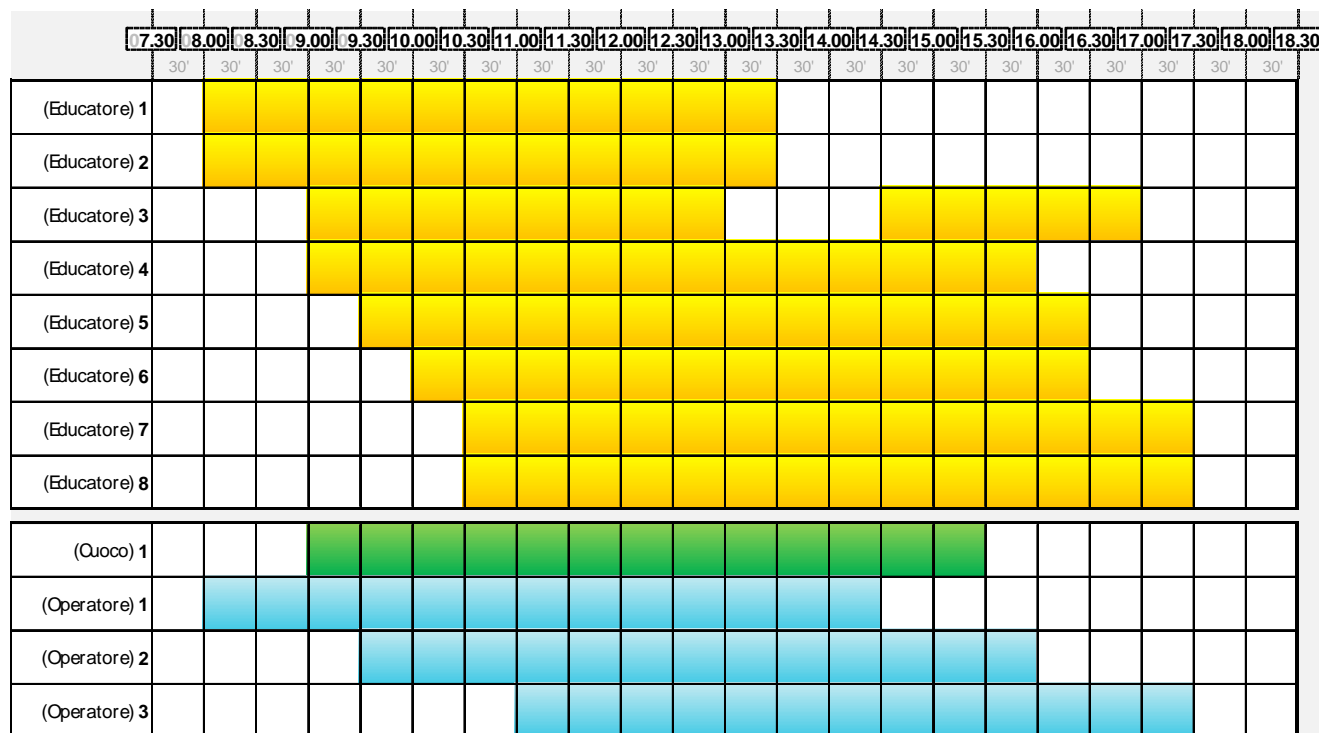 07.30 08.00 08.30 09.00 09.30 10.00 10.30 11.00 11.30 12.00 12.30 13.00 13.30 14.00 14.30 15.00 15.30 16.00 16.30 17.00 17.30 18.00 18.30
30' 30' 30' 30' 30' 30' 30' 30' 30' 30' 30' 30' 30' 30' 30' 30' 30' 30' 30' 30' 30' 30'
(Educatore) 1
(Educatore) 2
(Educatore) 3
(Educatore) 4
(Educatore) 5
(Educatore) 6
(Educatore) 7
(Educatore) 8
(Cuoco) 1
(Operatore) 1
(Operatore) 2
(Operatore) 3